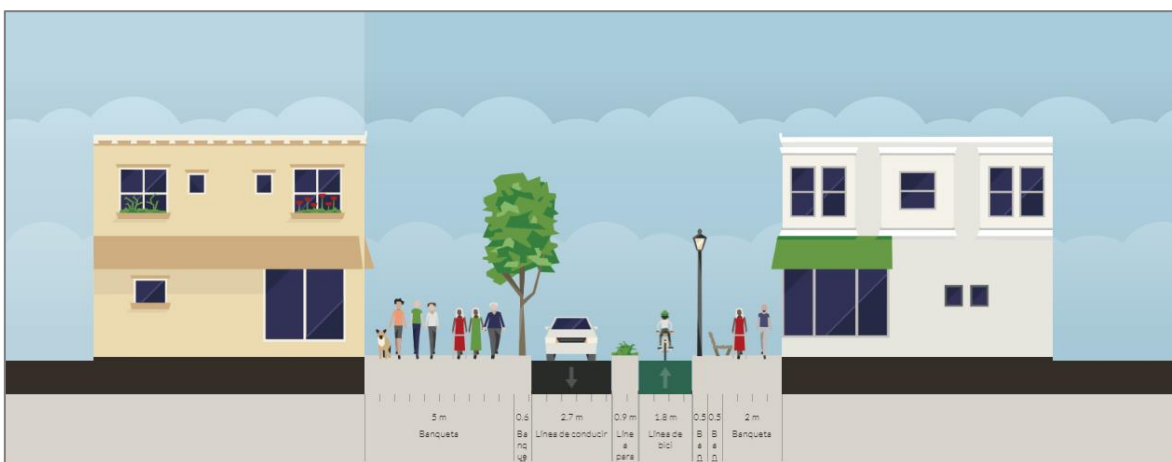 5 m
Banqueta
0.6
Ba
nq
ue
2.7 m
Línea de conducir
0.9 m
Líne
a
para
1.8 m
Línea de
bici
0.5
B
a
n
0.5
B
a
n
2 m
Banqueta